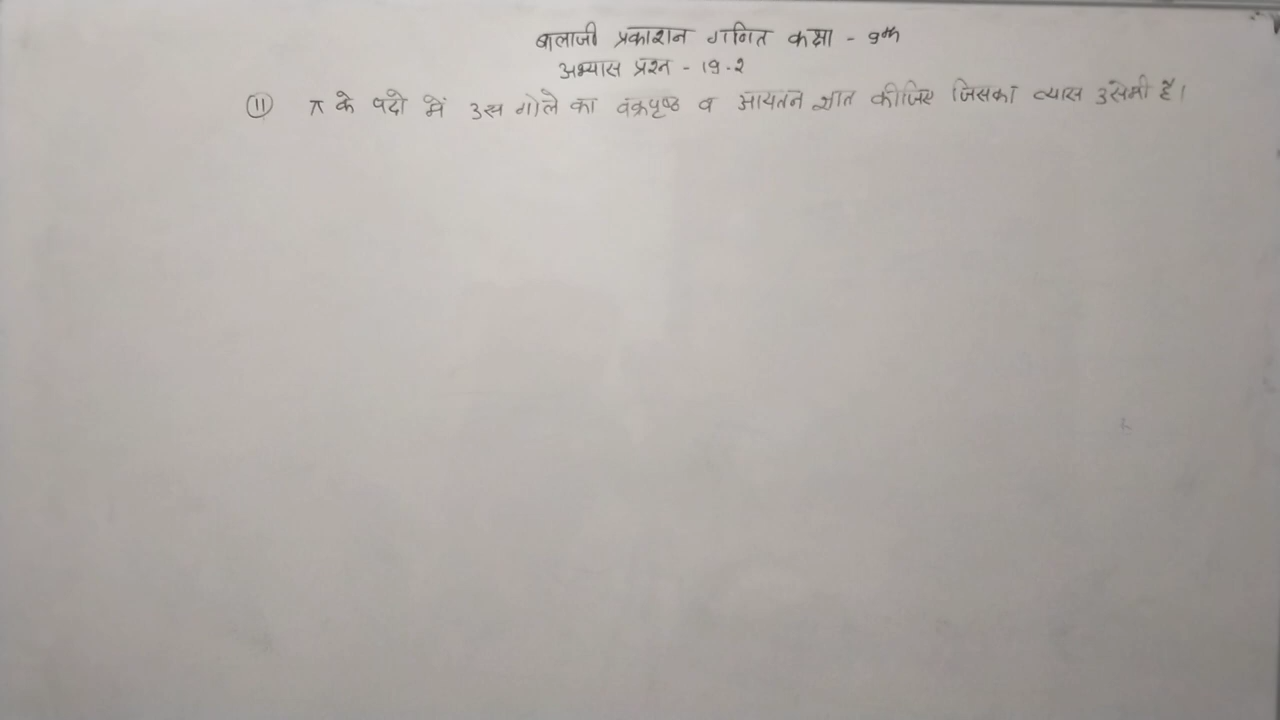 बालाजी प्रकाशन गणित कक्षा - 9th
अभ्यास प्रश्न - 19.2
11 π के पदो में उस गोले का वक्रपृष्ठ व आयतन ज्ञात कीजिए जिसका व्यास 3सेमी है।